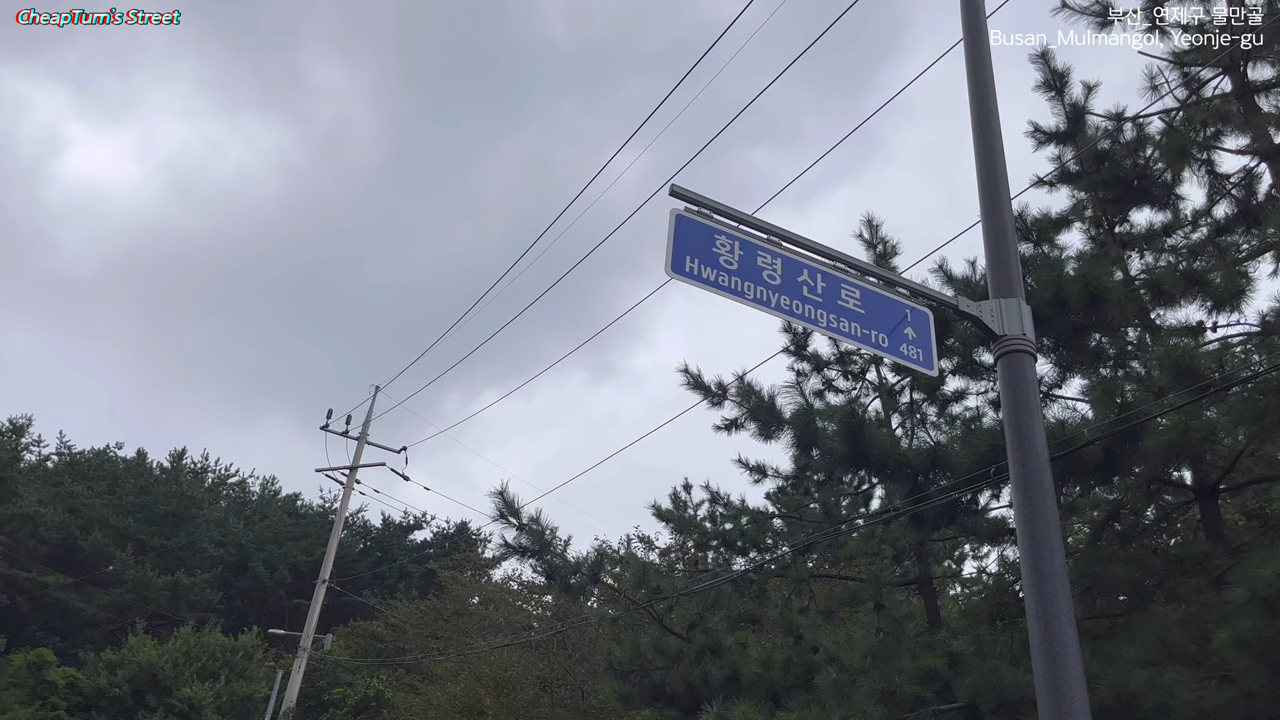 CheapTurn's Street
부산_연제구 물만골
Busan_Mulmangol, Yeonje-gu
황령산로
Hwangnyeongsan-ro
1
↑
481